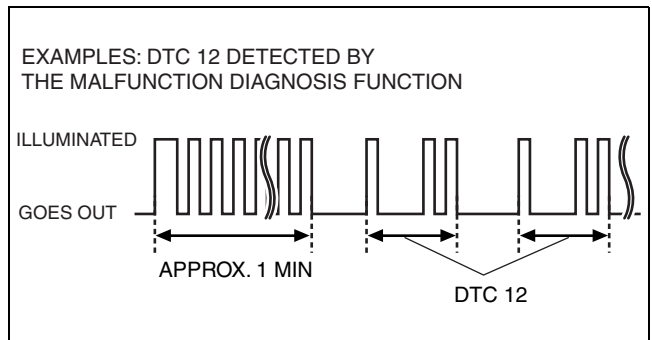 EXAMPLES: DTC 12 DETECTED BY
THE MALFUNCTION DIAGNOSIS FUNCTION
ILLUMINATED
GOES OUT
APPROX. 1 MIN
DTC 12